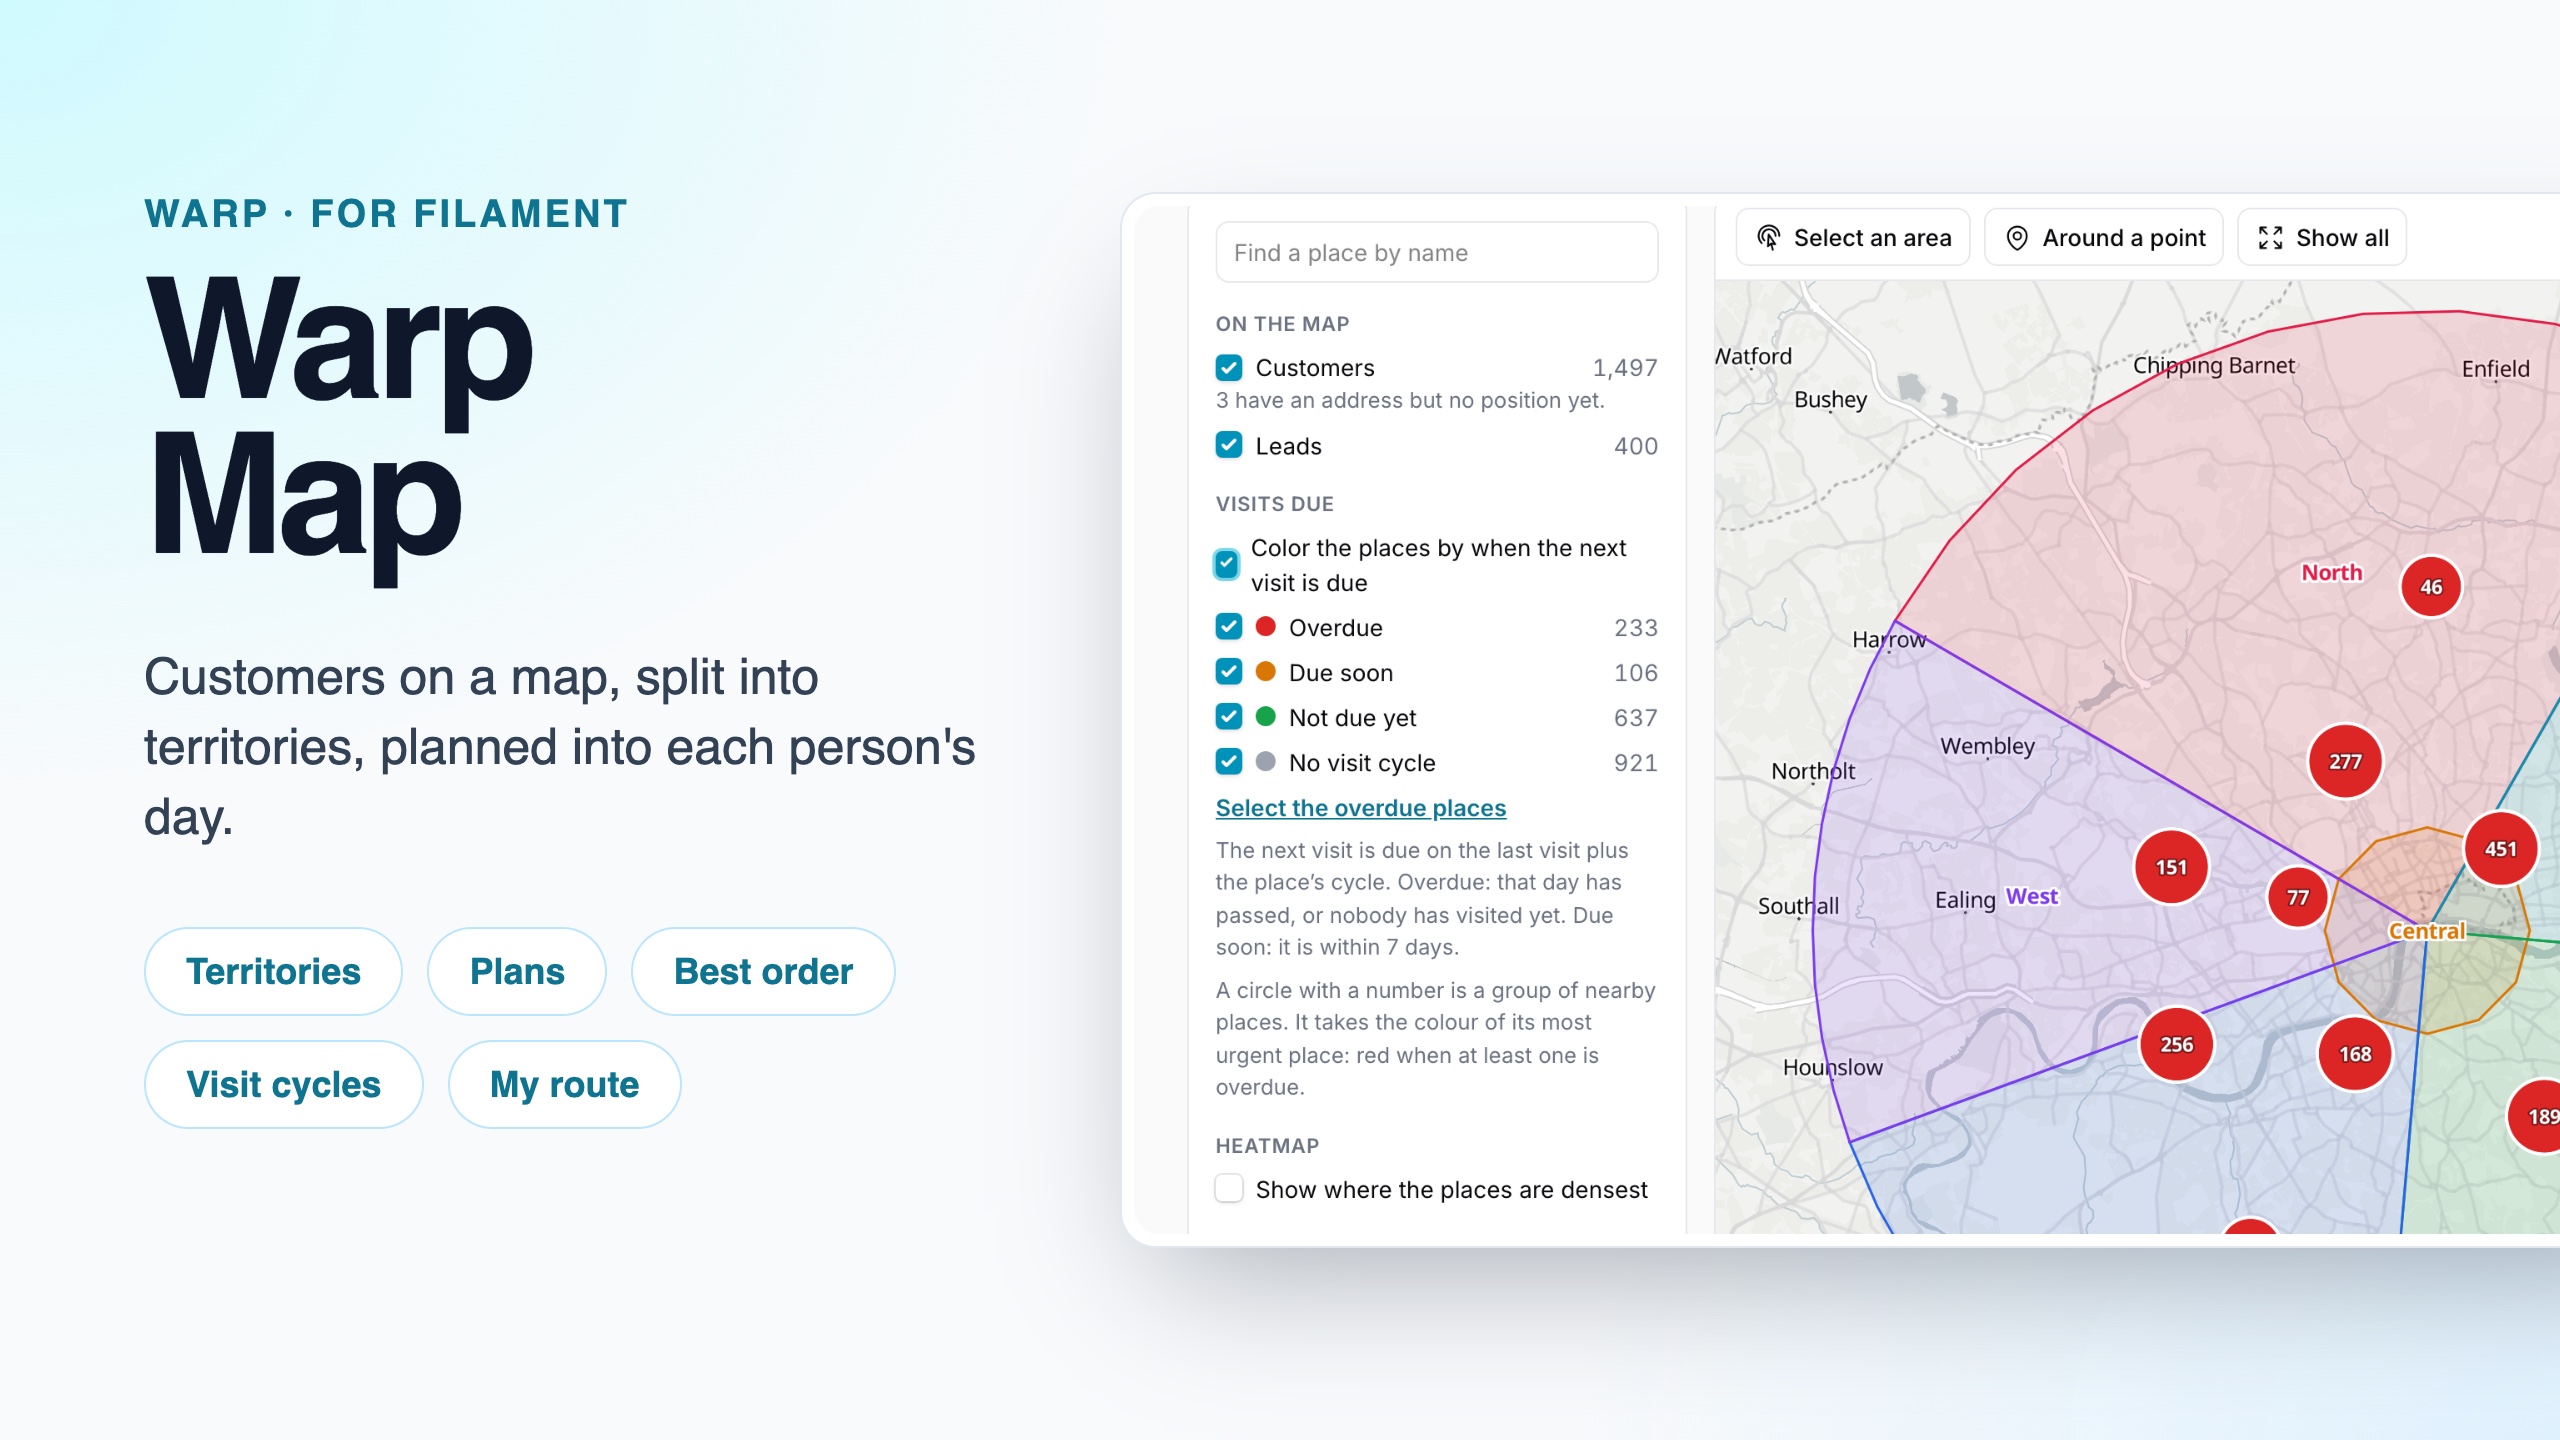 WARP · FOR FILAMENT
Warp
Map
Customers on a map, split into
territories, planned into each person's
day.
Territories
Plans
Best order
Visit cycles
My route
Find a place by name
ON THE MAP
Customers 1,497
3 have an address but no position yet.
Leads 400
VISITS DUE
Color the places by when the next
visit is due
Overdue 233
Due soon 106
Not due yet 637
No visit cycle 921
Select the overdue places
The next visit is due on the last visit plus
the place’s cycle. Overdue: that day has
passed, or nobody has visited yet. Due
soon: it is within 7 days.
A circle with a number is a group of nearby
places. It takes the colour of its most
urgent place: red when at least one is
overdue.
HEATMAP
Show where the places are densest
Select an area
Around a point
Show all
Watford
Chipping Barnet
Enfield
Bushey
North
46
Harrow
Wembley
Northolt
277
451
151
77
Southall
Ealing
West
Central
256
168
Hounslow
189